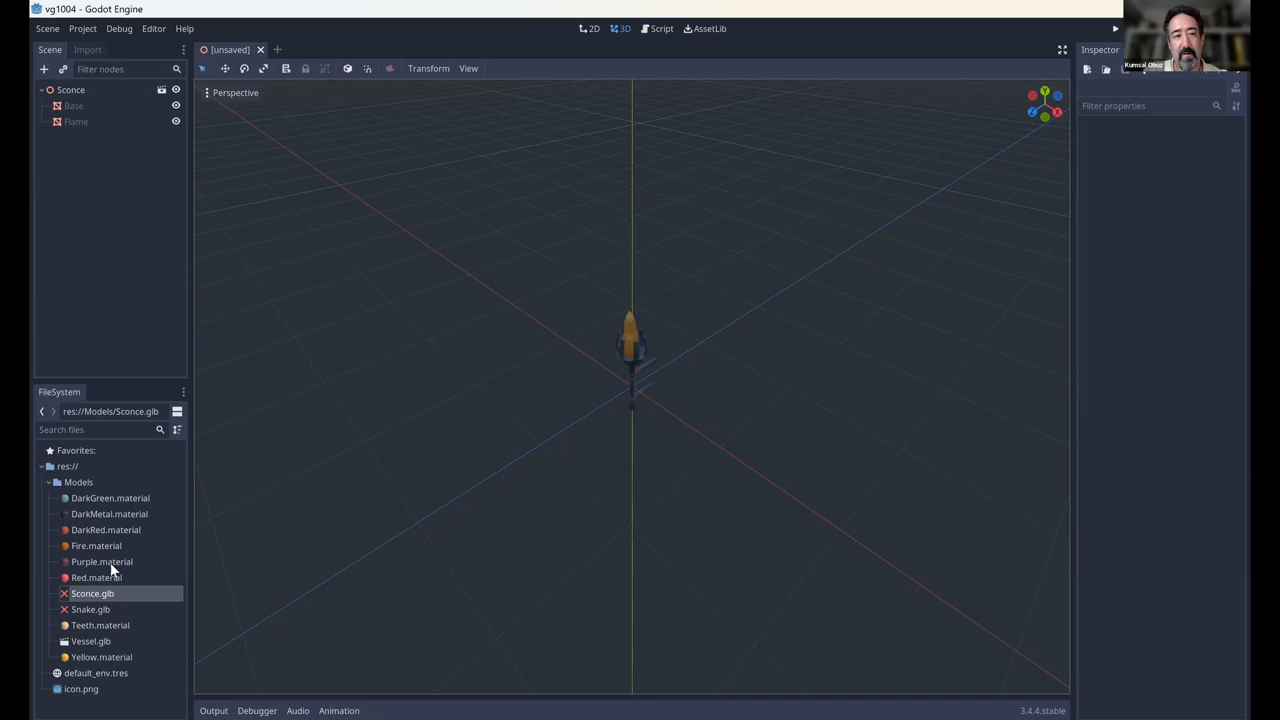 vg1004 - Godot Engine
Scene Project Debug Editor Help
2D 3D Script AssetLib
Scene Import
[unsaved]
Inspector
Filter nodes
Transform View
Kumsal Obuz
Sconce
Base
Flame
Perspective
Y
Z X
Filter properties
FileSystem
res://Models/Sconce.glb
Search files
Favorites:
res://
Models
DarkGreen.material
DarkMetal.material
DarkRed.material
Fire.material
Purple.material
Red.material
Sconce.glb
Snake.glb
Teeth.material
Vessel.glb
Yellow.material
default_env.tres
icon.png
Output Debugger Audio Animation
3.4.4.stable